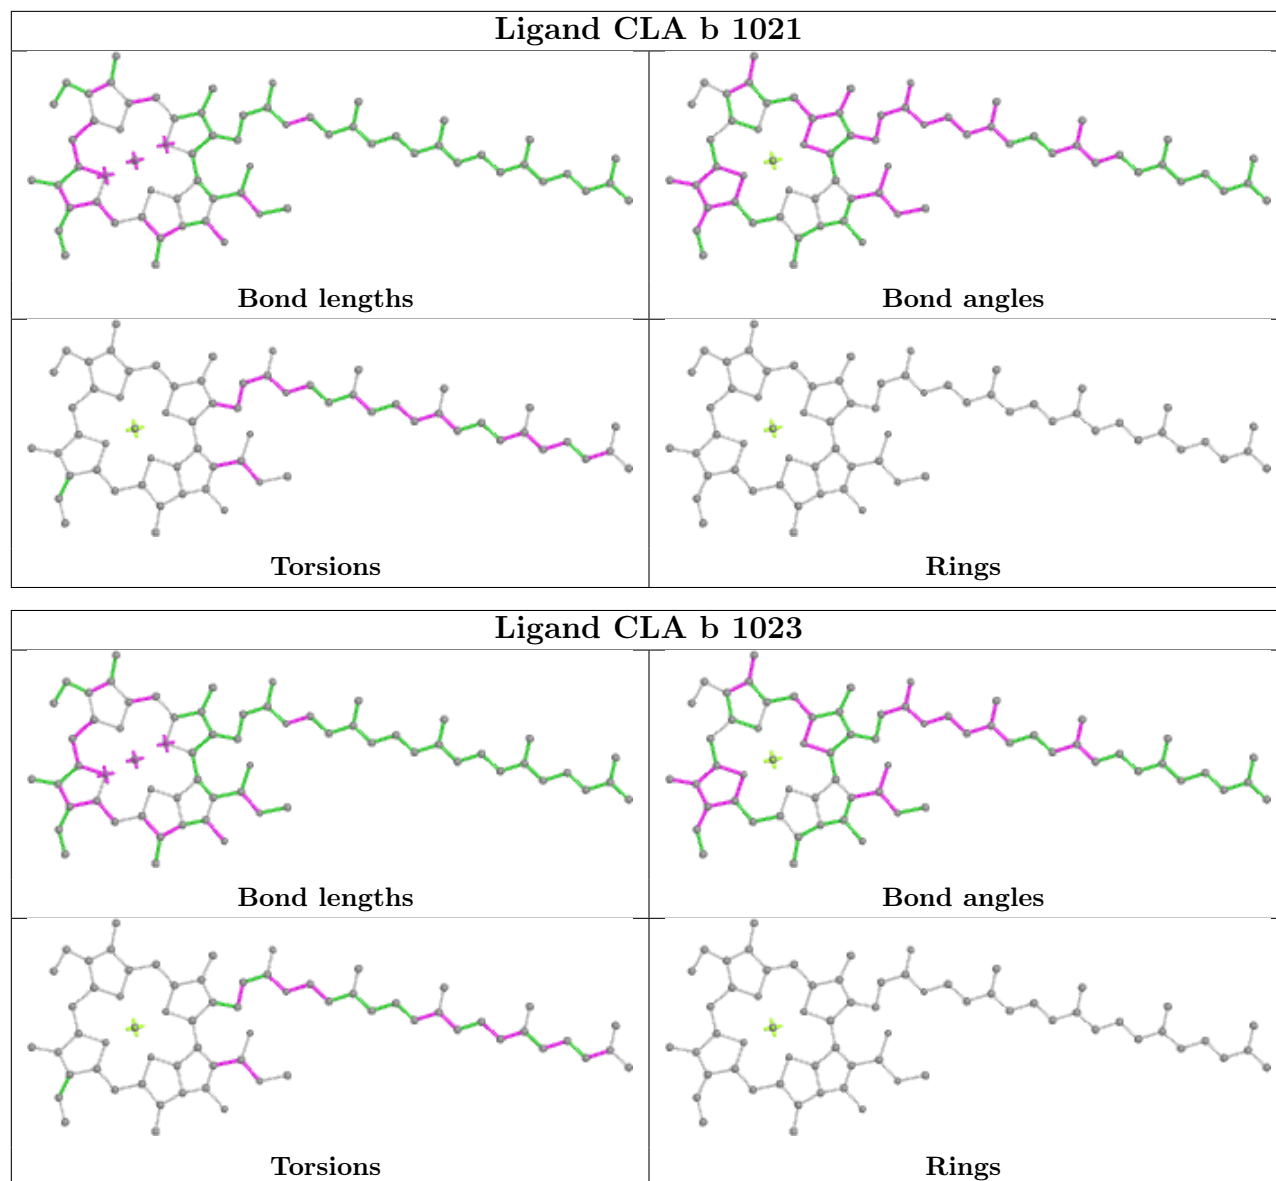 Ligand CLA b 1021
Bond lengths
Bond angles
Torsions
Rings
Ligand CLA b 1023
Bond lengths
Bond angles
Torsions
Rings